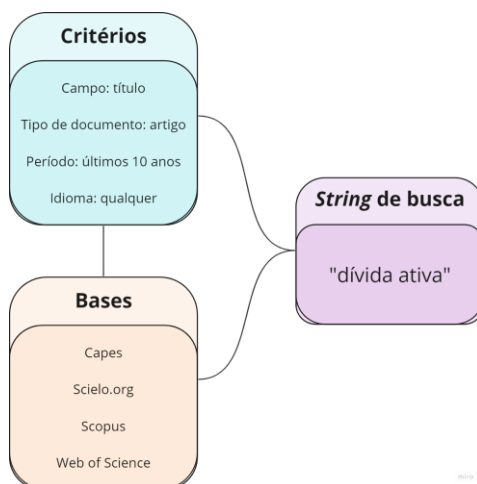 Critérios
Campo: título
Tipo de documento: artigo
Período: últimos 10 anos
Idioma: qualquer
String de busca
"dívida ativa"
Bases
Capes
Scielo.org
Scopus
Web of Science
miro